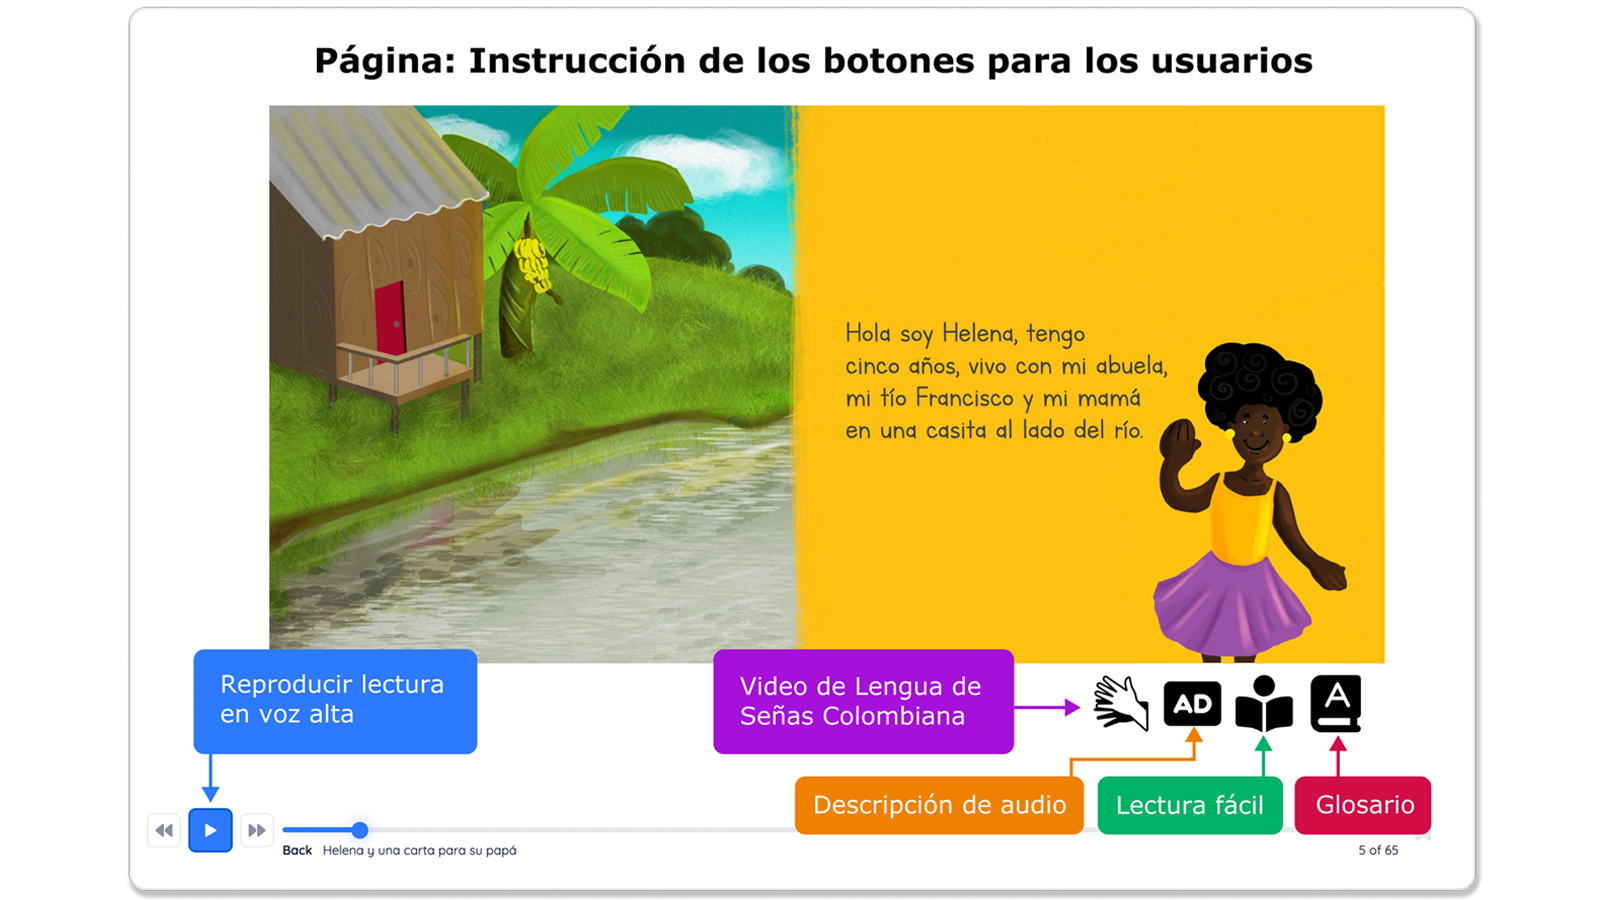 Página: Instrucción de los botones para los usuarios
Hola soy Helena, tengo
cinco años, vivo con mi abuela,
mi tío Francisco y mi mamá
en una casita al lado del río.
Reproducir lectura
en voz alta
Video de Lengua de
Señas Colombiana
AD
A
Descripción de audio
Lectura fácil
Glosario
Back Helena y una carta para su papá
5 of 65